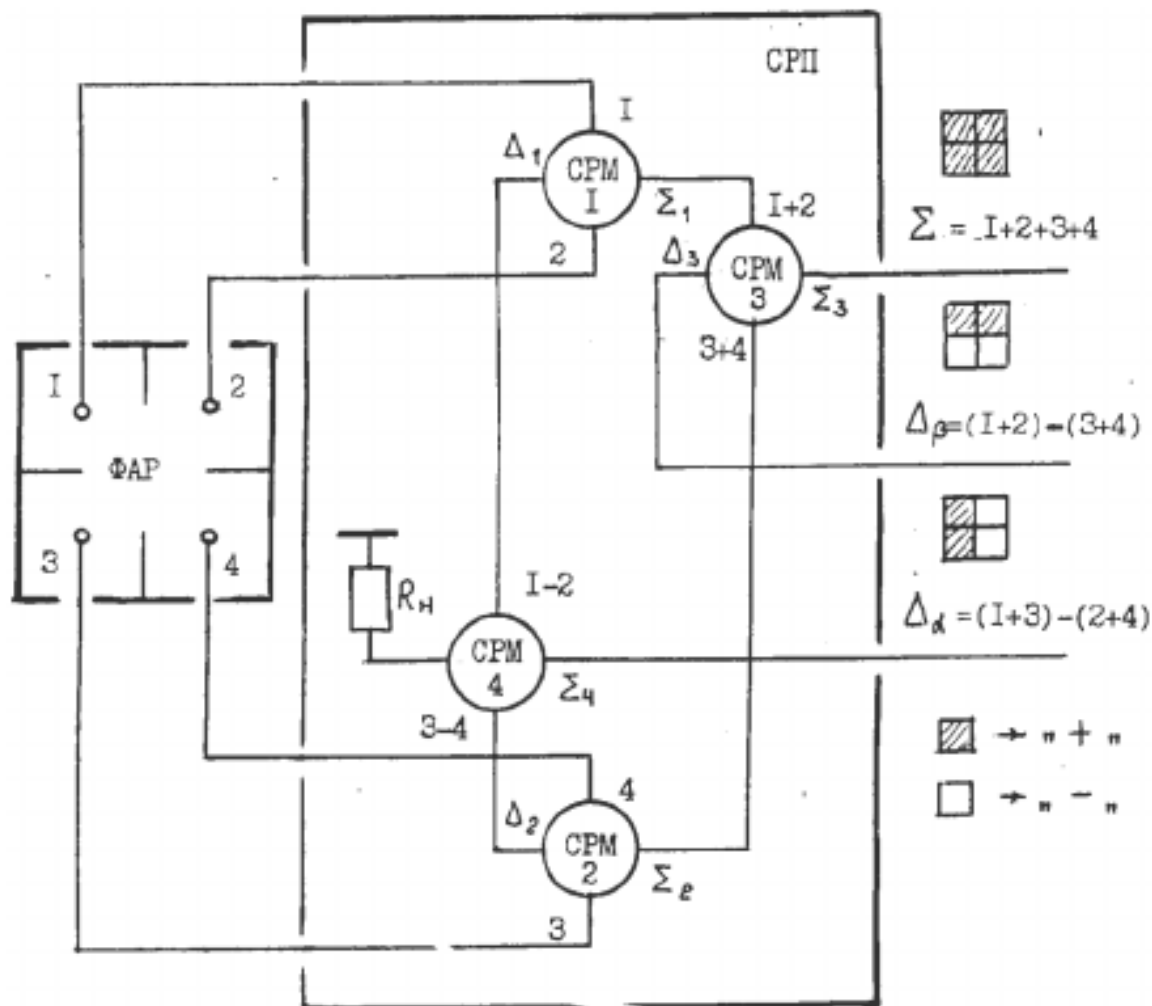 СРП
I
Δ₁
СРМ
I
Σ₁
I+2
2
Σ = I+2+3+4
Δ₃
СРМ
3
Σ₃
3+4
I
2
Δβ=(I+2)-(3+4)
ФАР
3
4
Rн
I-2
Δα=(I+3)-(2+4)
СРМ
4
Σ₄
3-4
→ „ + „
4
→ „ - „
Δ₂
СРМ
2
Σ₂
3